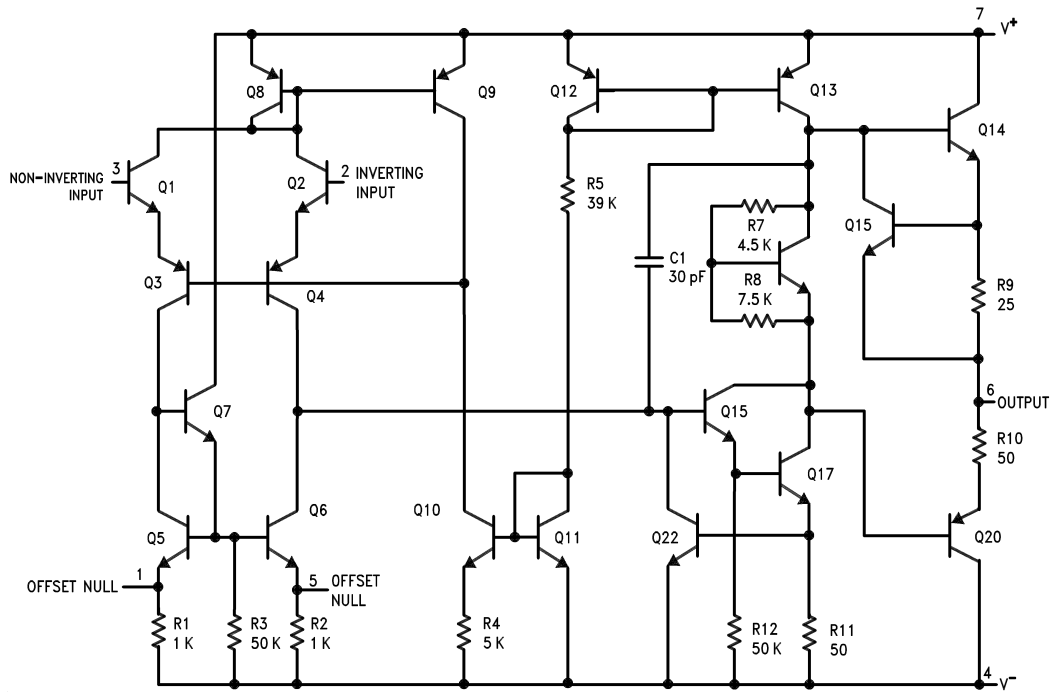 7
V+
Q8
Q9
Q12
Q13
Q14
3
NON-INVERTING
INPUT
Q1
Q2
2 INVERTING
INPUT
R5
39 K
Q15
R7
4.5 K
C1
30 pF
R8
7.5 K
Q3
Q4
R9
25
6
OUTPUT
Q7
Q15
R10
50
Q17
Q5
Q6
Q10
Q11
Q22
Q20
OFFSET NULL
1
5 OFFSET
NULL
R1
1 K
R3
50 K
R2
1 K
R4
5 K
R12
50 K
R11
50
4
V-